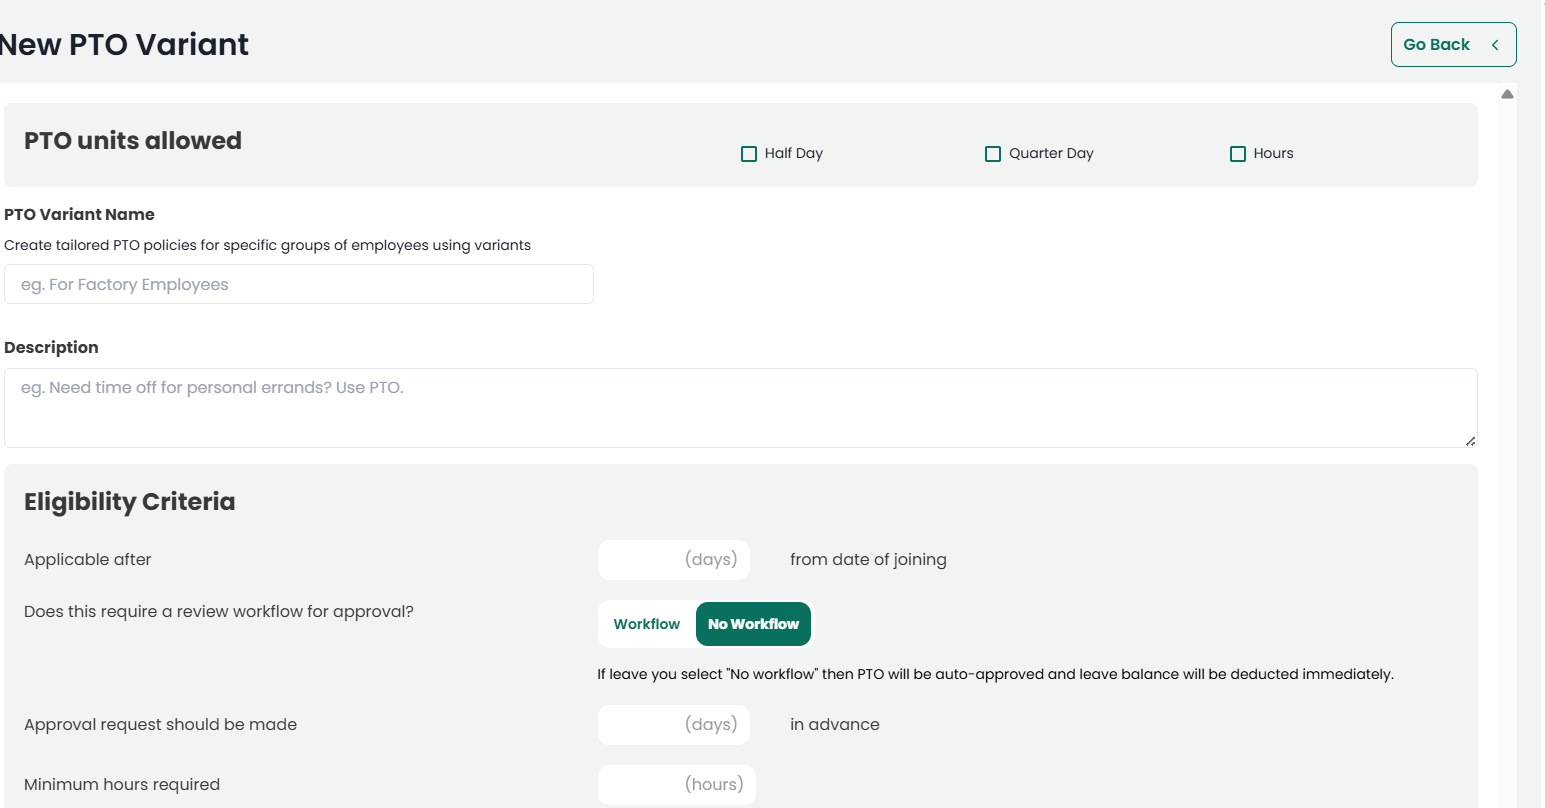 New PTO Variant
Go Back
PTO units allowed
Half Day
Quarter Day
Hours
PTO Variant Name
Create tailored PTO policies for specific groups of employees using variants
eg. For Factory Employees
Description
eg. Need time off for personal errands? Use PTO.
Eligibility Criteria
Applicable after (days) from date of joining
Does this require a review workflow for approval?
Workflow No Workflow
If leave you select "No workflow" then PTO will be auto-approved and leave balance will be deducted immediately.
Approval request should be made (days) in advance
Minimum hours required (hours)